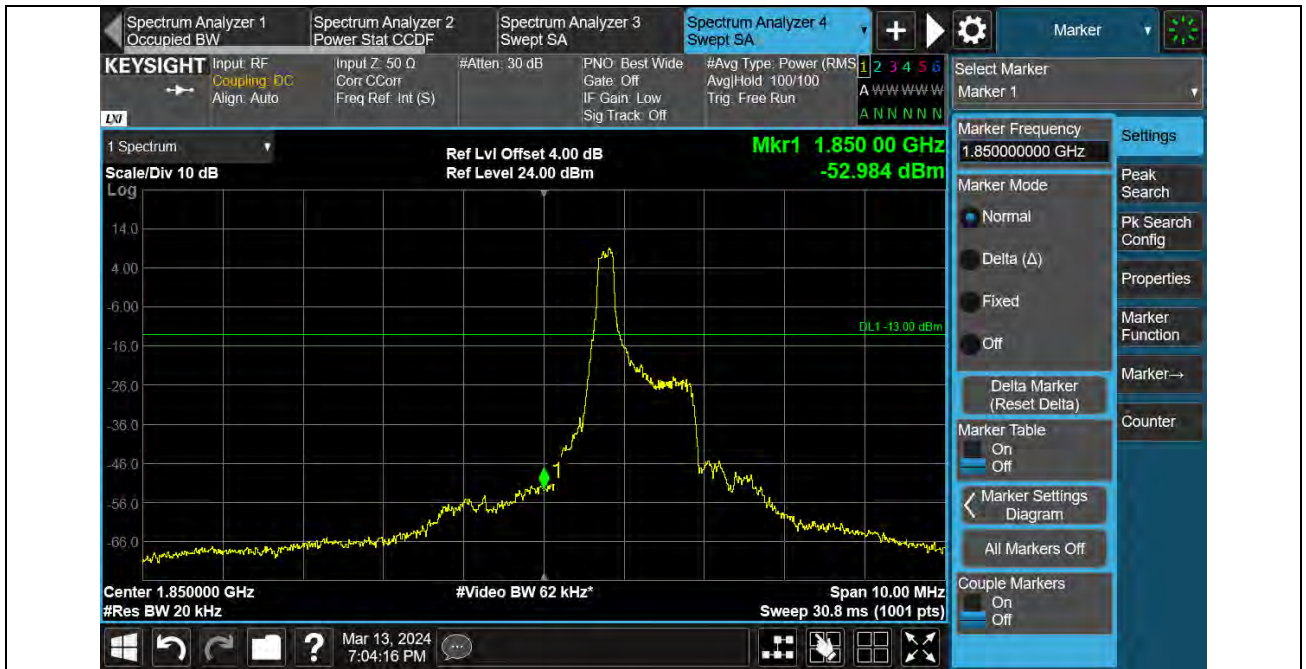 Spectrum Analyzer 1
Occupied BW
Spectrum Analyzer 2
Power Stat CCDF
Spectrum Analyzer 3
Swept SA
Spectrum Analyzer 4
Swept SA
Marker
KEYSIGHT
LXI
Input: RF
Coupling: DC
Align: Auto
Input Z: 50 Ω
Corr CCorr
Freq Ref: Int (S)
#Atten: 30 dB
PNO: Best Wide
Gate: Off
IF Gain: Low
Sig Track: Off
#Avg Type: Power (RMS
Avg|Hold: 100/100
Trig: Free Run
1 2 3 4 5 6
A W W W W W
A N N N N N
Select Marker
Marker 1
1 Spectrum
Scale/Div 10 dB
Ref Lvl Offset 4.00 dB
Ref Level 24.00 dBm
Mkr1 1.850 00 GHz
-52.984 dBm
Log
14.0
4.00
-6.00
-16.0
-26.0
-36.0
-46.0
-56.0
-66.0
DL1 -13.00 dBm
1
Center 1.850000 GHz
#Res BW 20 kHz
#Video BW 62 kHz*
Span 10.00 MHz
Sweep 30.8 ms (1001 pts)
Marker Frequency
1.850000000 GHz
Marker Mode
Normal
Delta (Δ)
Fixed
Off
Delta Marker
(Reset Delta)
Marker Table
On
Off
Marker Settings
Diagram
All Markers Off
Couple Markers
On
Off
Settings
Peak
Search
Pk Search
Config
Properties
Marker
Function
Marker→
Counter
?
Mar 13, 2024
7:04:16 PM